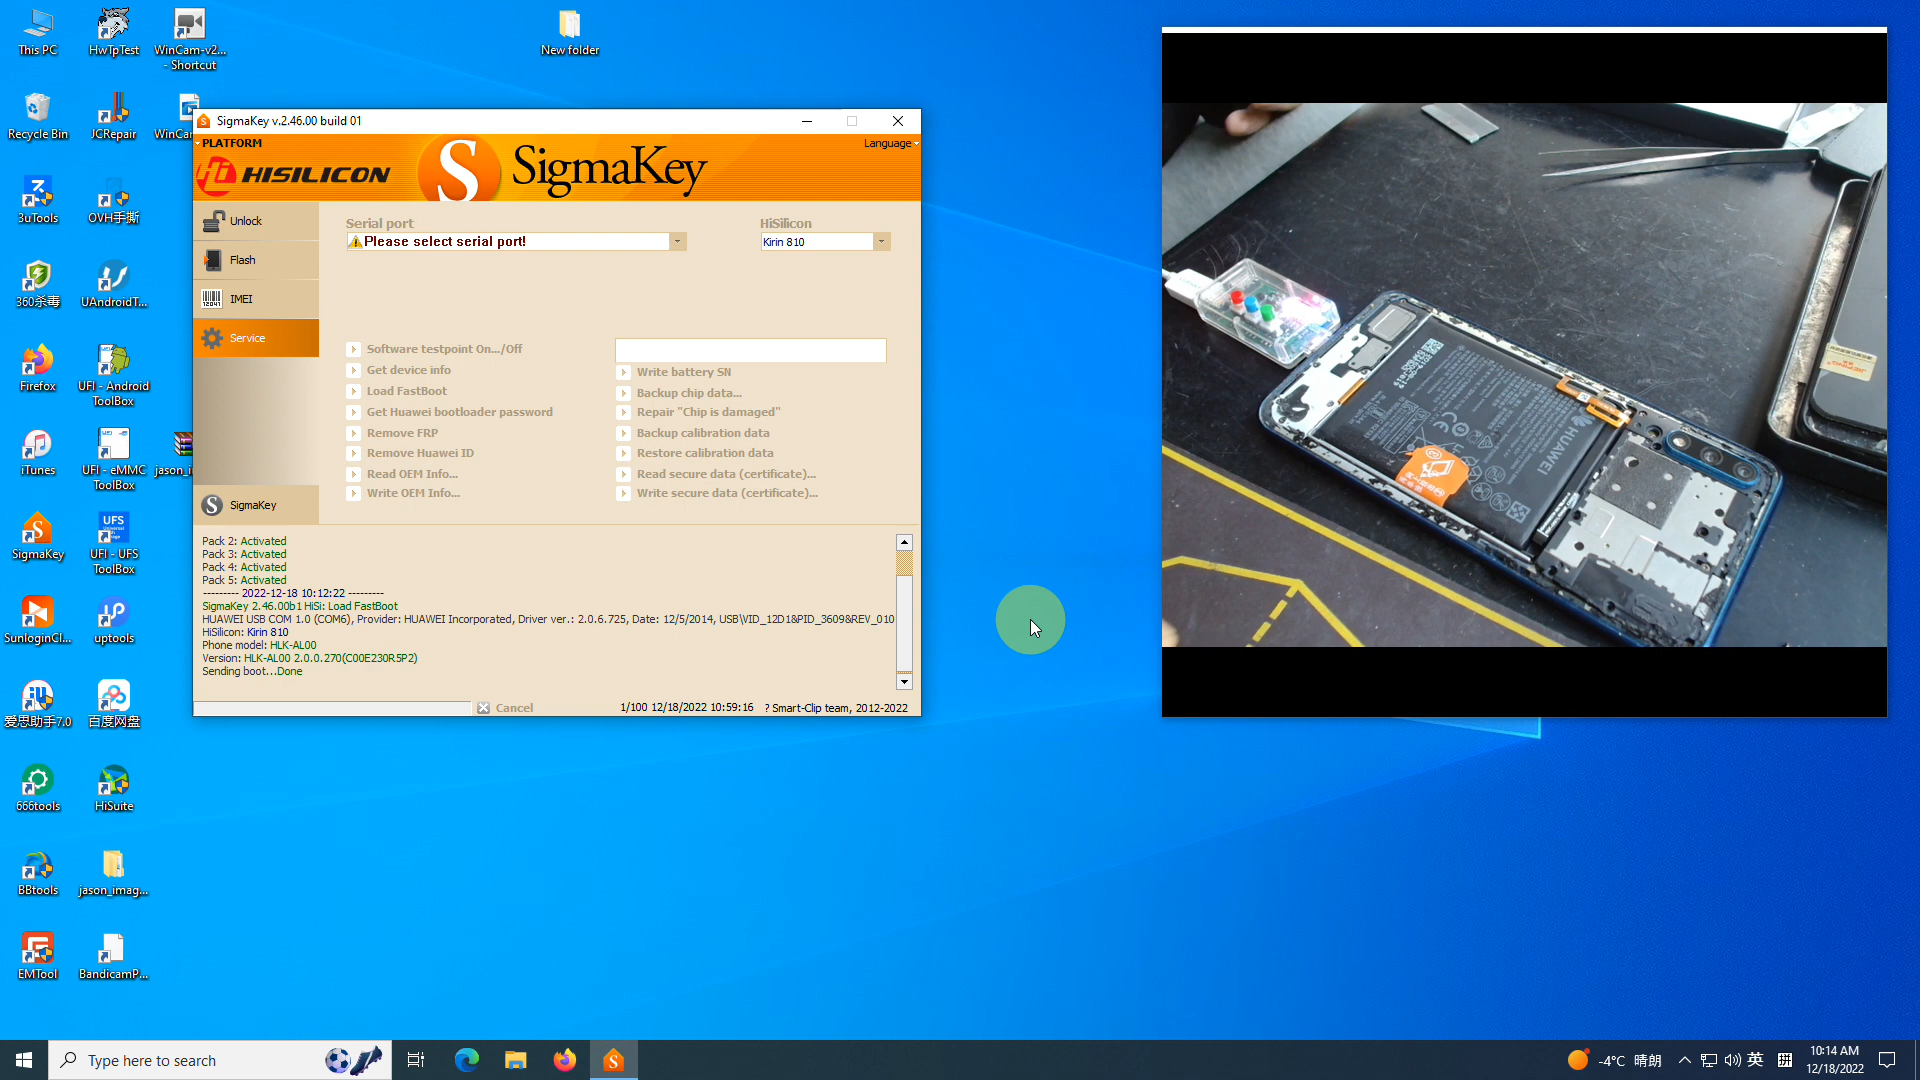 This PC
HwTpTest
WinCam-v2...
- Shortcut
New folder
Recycle Bin
JCRepair
WinCam
3uTools
OVH手撕
360杀毒
UAndroidT...
Firefox
UFI - Android
ToolBox
iTunes
UFI - eMMC
ToolBox
jason_i
SigmaKey
UFS
UFI - UFS
ToolBox
SunloginCl...
uptools
爱思助手7.0
百度网盘
666tools
HiSuite
BBtools
jason_imag...
EMTool
BandicamP...
SigmaKey v.2.46.00 build 01
PLATFORM
Language
HISILICON
SigmaKey
Unlock
Flash
IMEI
Service
SigmaKey
Serial port
HiSilicon
Please select serial port!
Kirin 810
Software testpoint On.../Off
Get device info
Load FastBoot
Get Huawei bootloader password
Remove FRP
Remove Huawei ID
Read OEM Info...
Write OEM Info...
Write battery SN
Backup chip data...
Repair "Chip is damaged"
Backup calibration data
Restore calibration data
Read secure data (certificate)...
Write secure data (certificate)...
Pack 2: Activated
Pack 3: Activated
Pack 4: Activated
Pack 5: Activated
--------- 2022-12-18 10:12:22 ---------
SigmaKey 2.46.00b1 HiSi: Load FastBoot
HUAWEI USB COM 1.0 (COM6), Provider: HUAWEI Incorporated, Driver ver.: 2.0.6.725, Date: 12/5/2014, USB\VID_12D1&PID_3609&REV_010
HiSilicon: Kirin 810
Phone model: HLK-AL00
Version: HLK-AL00 2.0.0.270(C00E230R5P2)
Sending boot...Done
Cancel
1/100 12/18/2022 10:59:16
? Smart-Clip team, 2012-2022
HUAWEI
Type here to search
-4°C 晴朗
英
拼
10:14 AM
12/18/2022